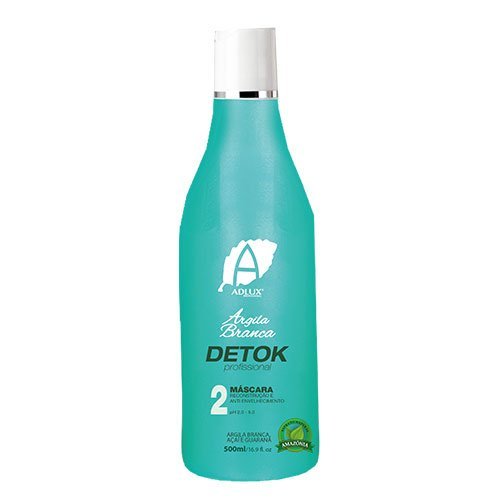 ADLUX
Argila
Branca
DETOK
profissional
2
MÁSCARA
RECONSTRUÇÃO E
ANTI ENVELHECIMENTO
ARGILA BRANCA,
AÇAÍ E GUARANÁ
500ml/16.9 fl. oz
AMAZÔNIA